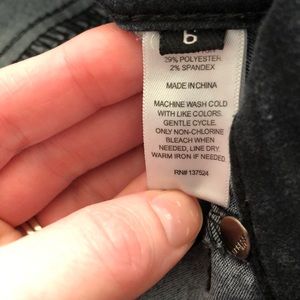 29% POLYESTER
2% SPANDEX
MADE IN CHINA
MACHINE WASH COLD
WITH LIKE COLORS.
GENTLE CYCLE.
ONLY NON-CHLORINE
BLEACH WHEN
NEEDED, LINE DRY
WARM IRON IF NEEDED.
RN# 137524